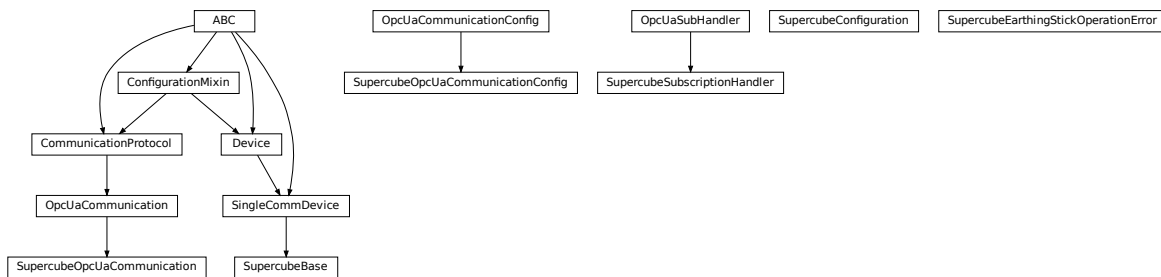 ABC
OpcUaCommunicationConfig
OpcUaSubHandler
SupercubeConfiguration
SupercubeEarthingStickOperationError
ConfigurationMixin
SupercubeOpcUaCommunicationConfig
SupercubeSubscriptionHandler
CommunicationProtocol
Device
OpcUaCommunication
SingleCommDevice
SupercubeOpcUaCommunication
SupercubeBase